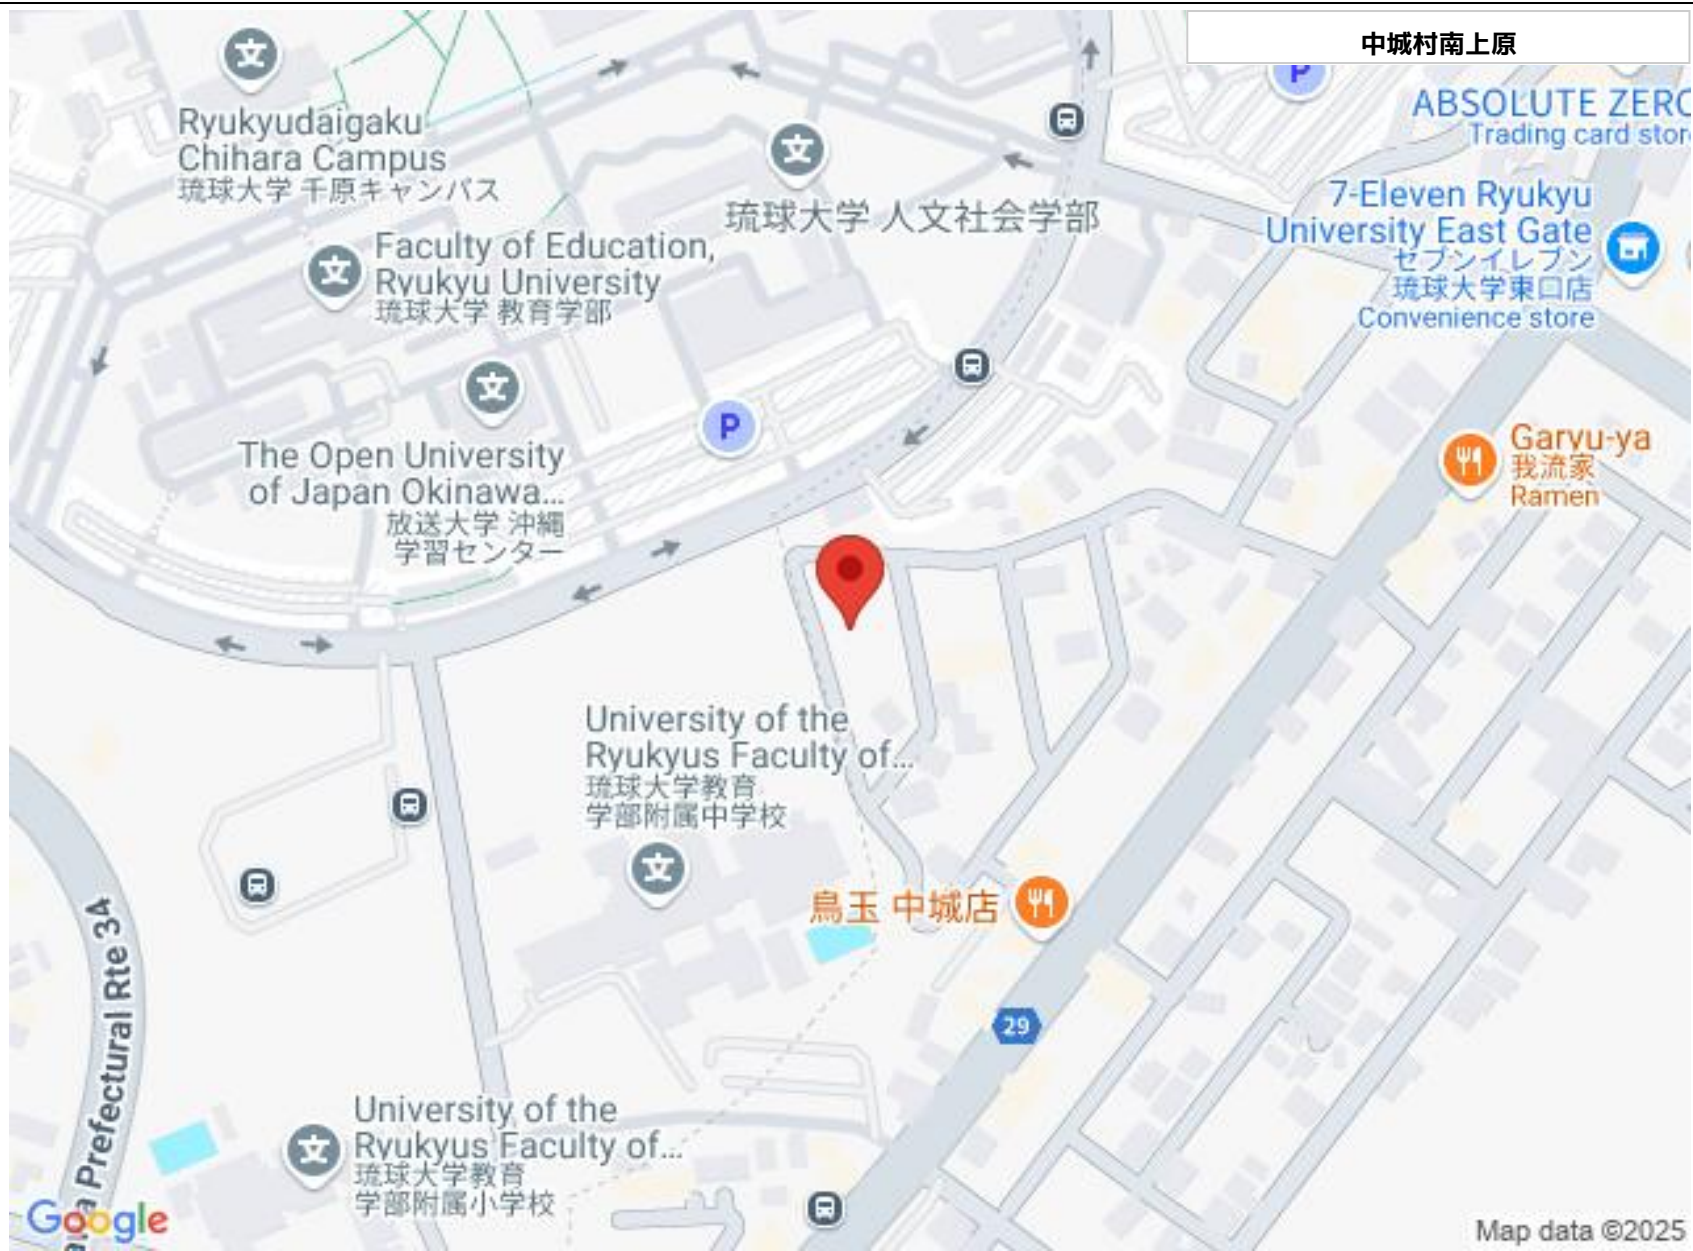 中城村南上原
P
ABSOLUTE ZERO
Trading card store
Ryukyudaigaku
Chihara Campus
琉球大学 千原キャンパス
琉球大学 人文社会学部
7-Eleven Ryukyu
University East Gate
セブンイレブン
琉球大学東口店
Convenience store
Faculty of Education,
Ryukyu University
琉球大学 教育学部
P
The Open University
of Japan Okinawa...
放送大学 沖縄
学習センター
Garyu-ya
我流家
Ramen
University of the
Ryukyus Faculty of...
琉球大学教育
学部附属中学校
鳥玉 中城店
29
Prefectural Rte 34
University of the
Ryukyus Faculty of...
琉球大学教育
学部附属小学校
Google
Map data ©2025